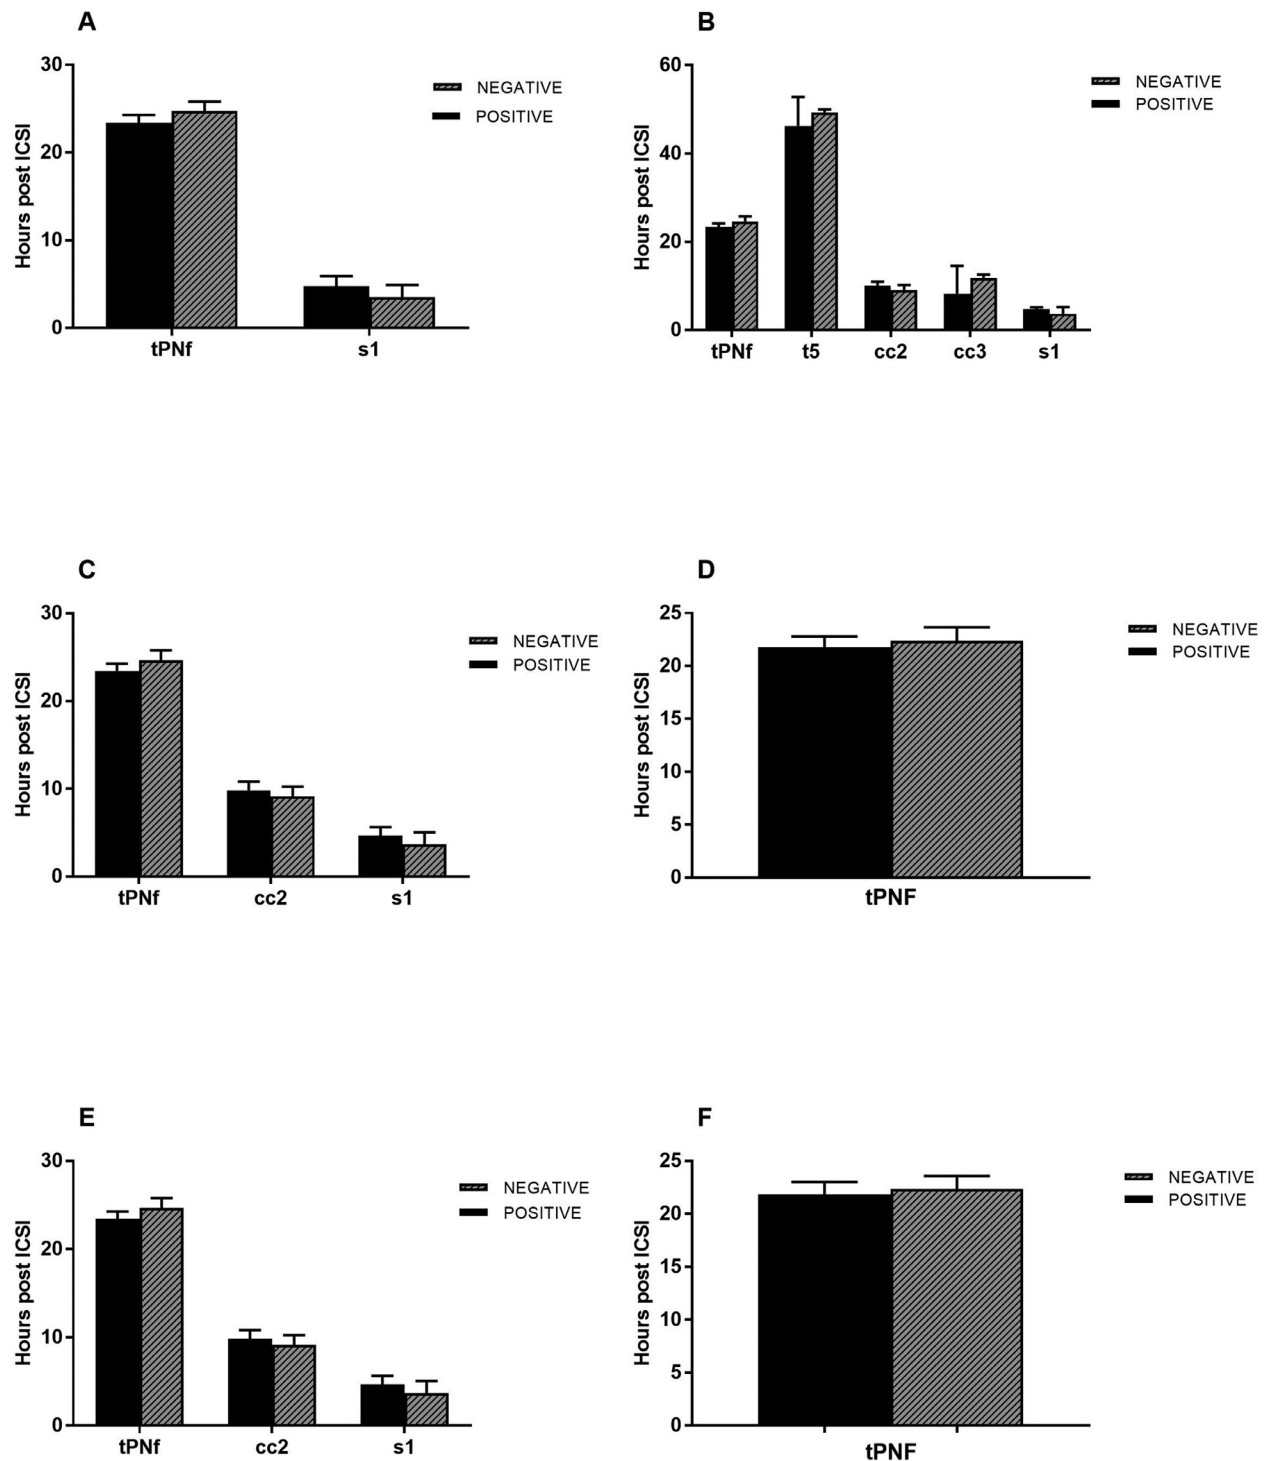 A
Hours post ICSI
30
20
10
0
tPNf s1
NEGATIVE
POSITIVE
B
Hours post ICSI
60
40
20
0
tPNf t5 cc2 cc3 s1
NEGATIVE
POSITIVE
C
Hours post ICSI
30
20
10
0
tPNf cc2 s1
NEGATIVE
POSITIVE
D
Hours post ICSI
25
20
15
10
5
0
tPNF
NEGATIVE
POSITIVE
E
Hours post ICSI
30
20
10
0
tPNf cc2 s1
NEGATIVE
POSITIVE
F
Hours post ICSI
25
20
15
10
5
0
tPNF
NEGATIVE
POSITIVE